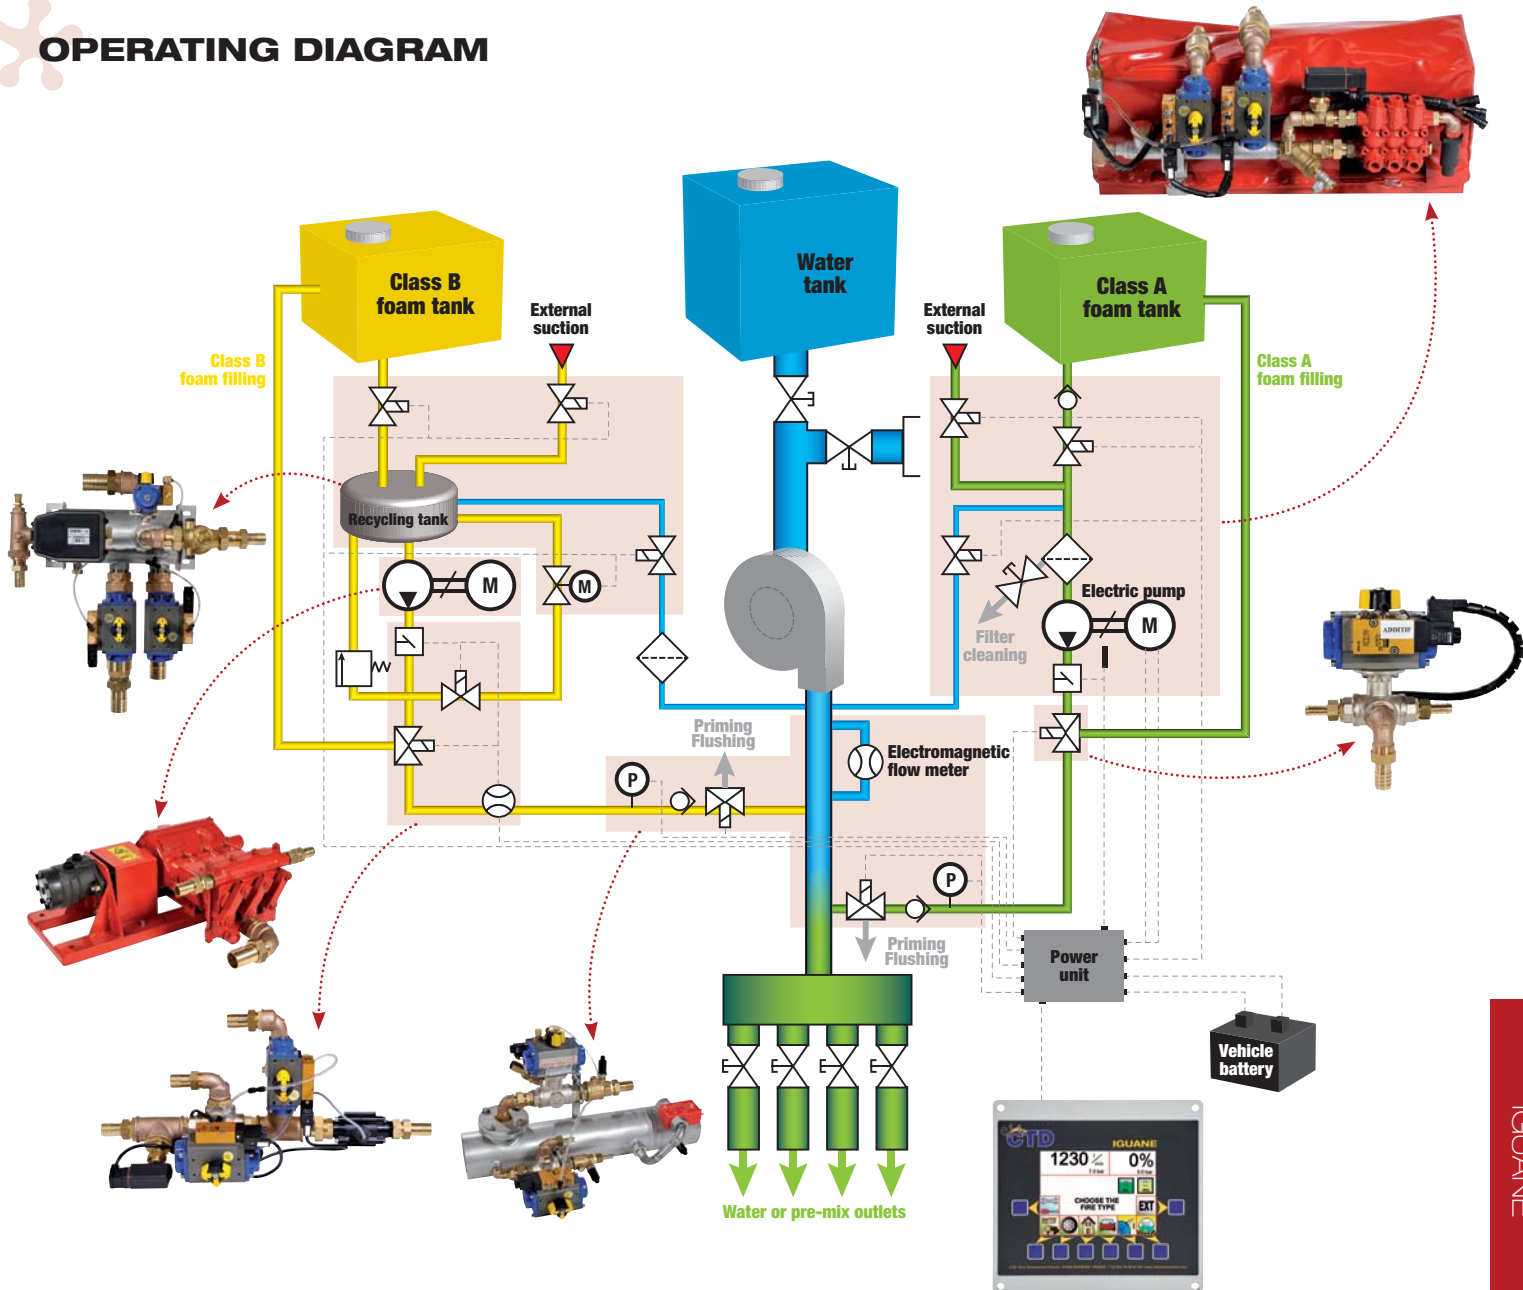 OPERATING DIAGRAM
Class B
foam tank
Water
tank
Class A
foam tank
External
suction
External
suction
Class B
foam filling
Class A
foam filling
Recycling tank
M
M
Electric pump
M
Filter
cleaning
ADDITIF
Priming
Flushing
Electromagnetic
flow meter
P
P
Priming
Flushing
Power
unit
Vehicle
battery
Water or pre-mix outlets
CTD
IGUANE
1230 0%
CHOOSE THE
FIRE TYPE
EXT
IGUANE